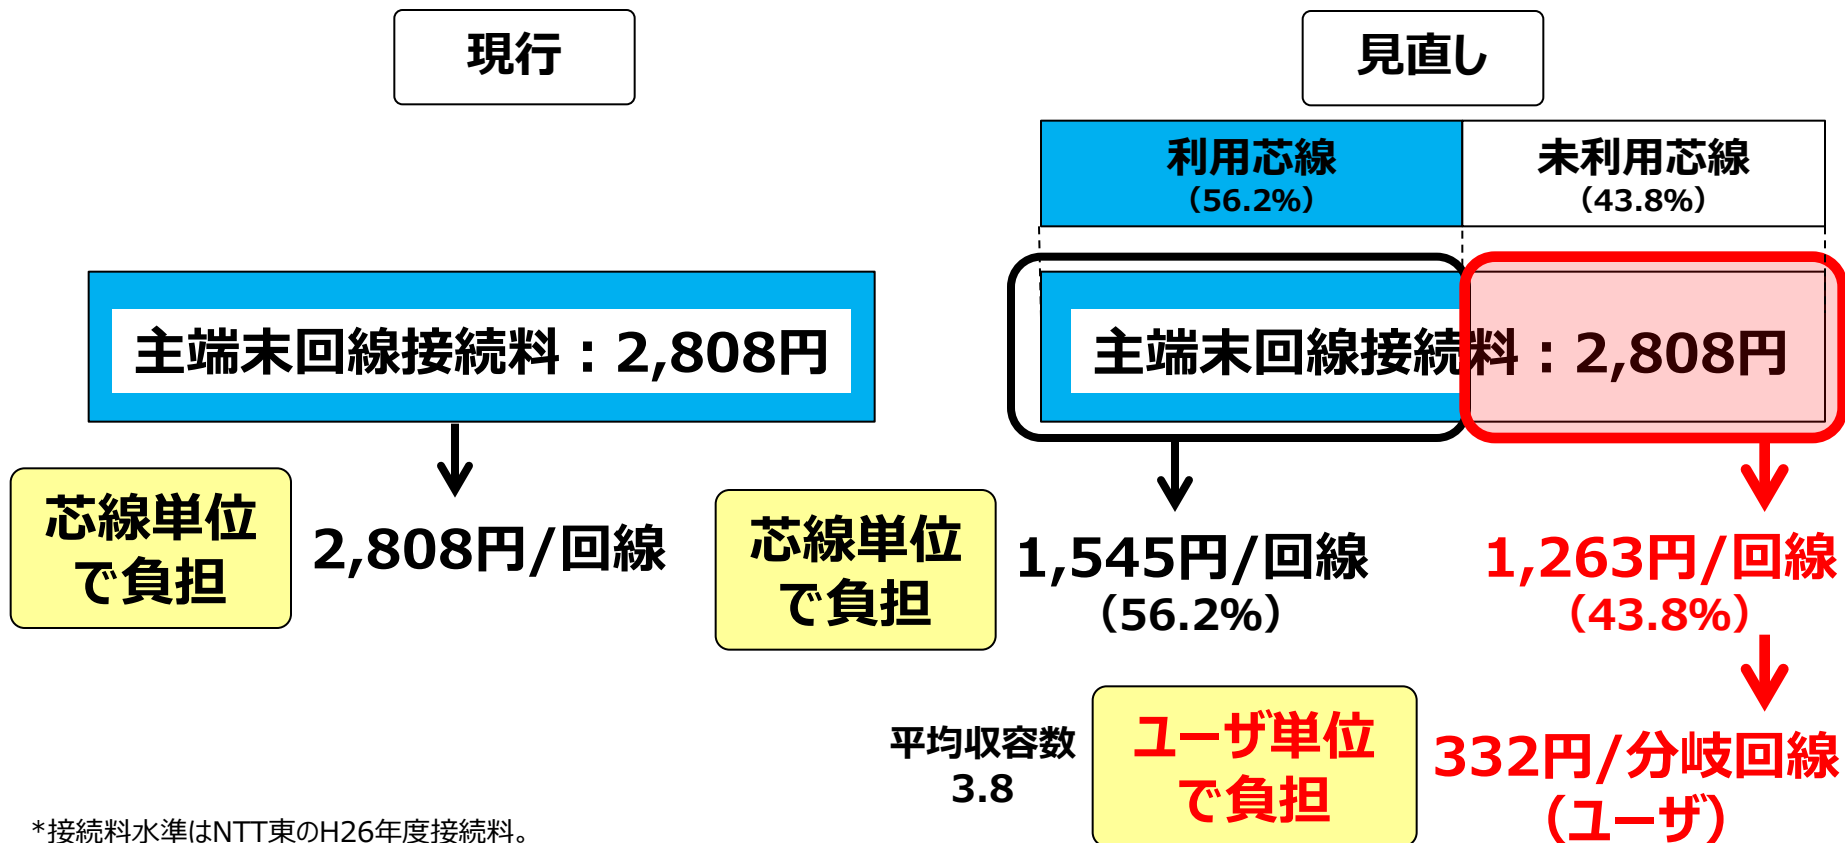 現行
見直し
利用芯線
（56.2%）
未利用芯線
（43.8%）
主端末回線接続料：2,808円
主端末回線接続料：2,808円
芯線単位
で負担
2,808円/回線
芯線単位
で負担
1,545円/回線
（56.2%）
1,263円/回線
（43.8%）
平均収容数
3.8
ユーザ単位
で負担
332円/分岐回線
（ユーザ）
*接続料水準はNTT東のH26年度接続料。